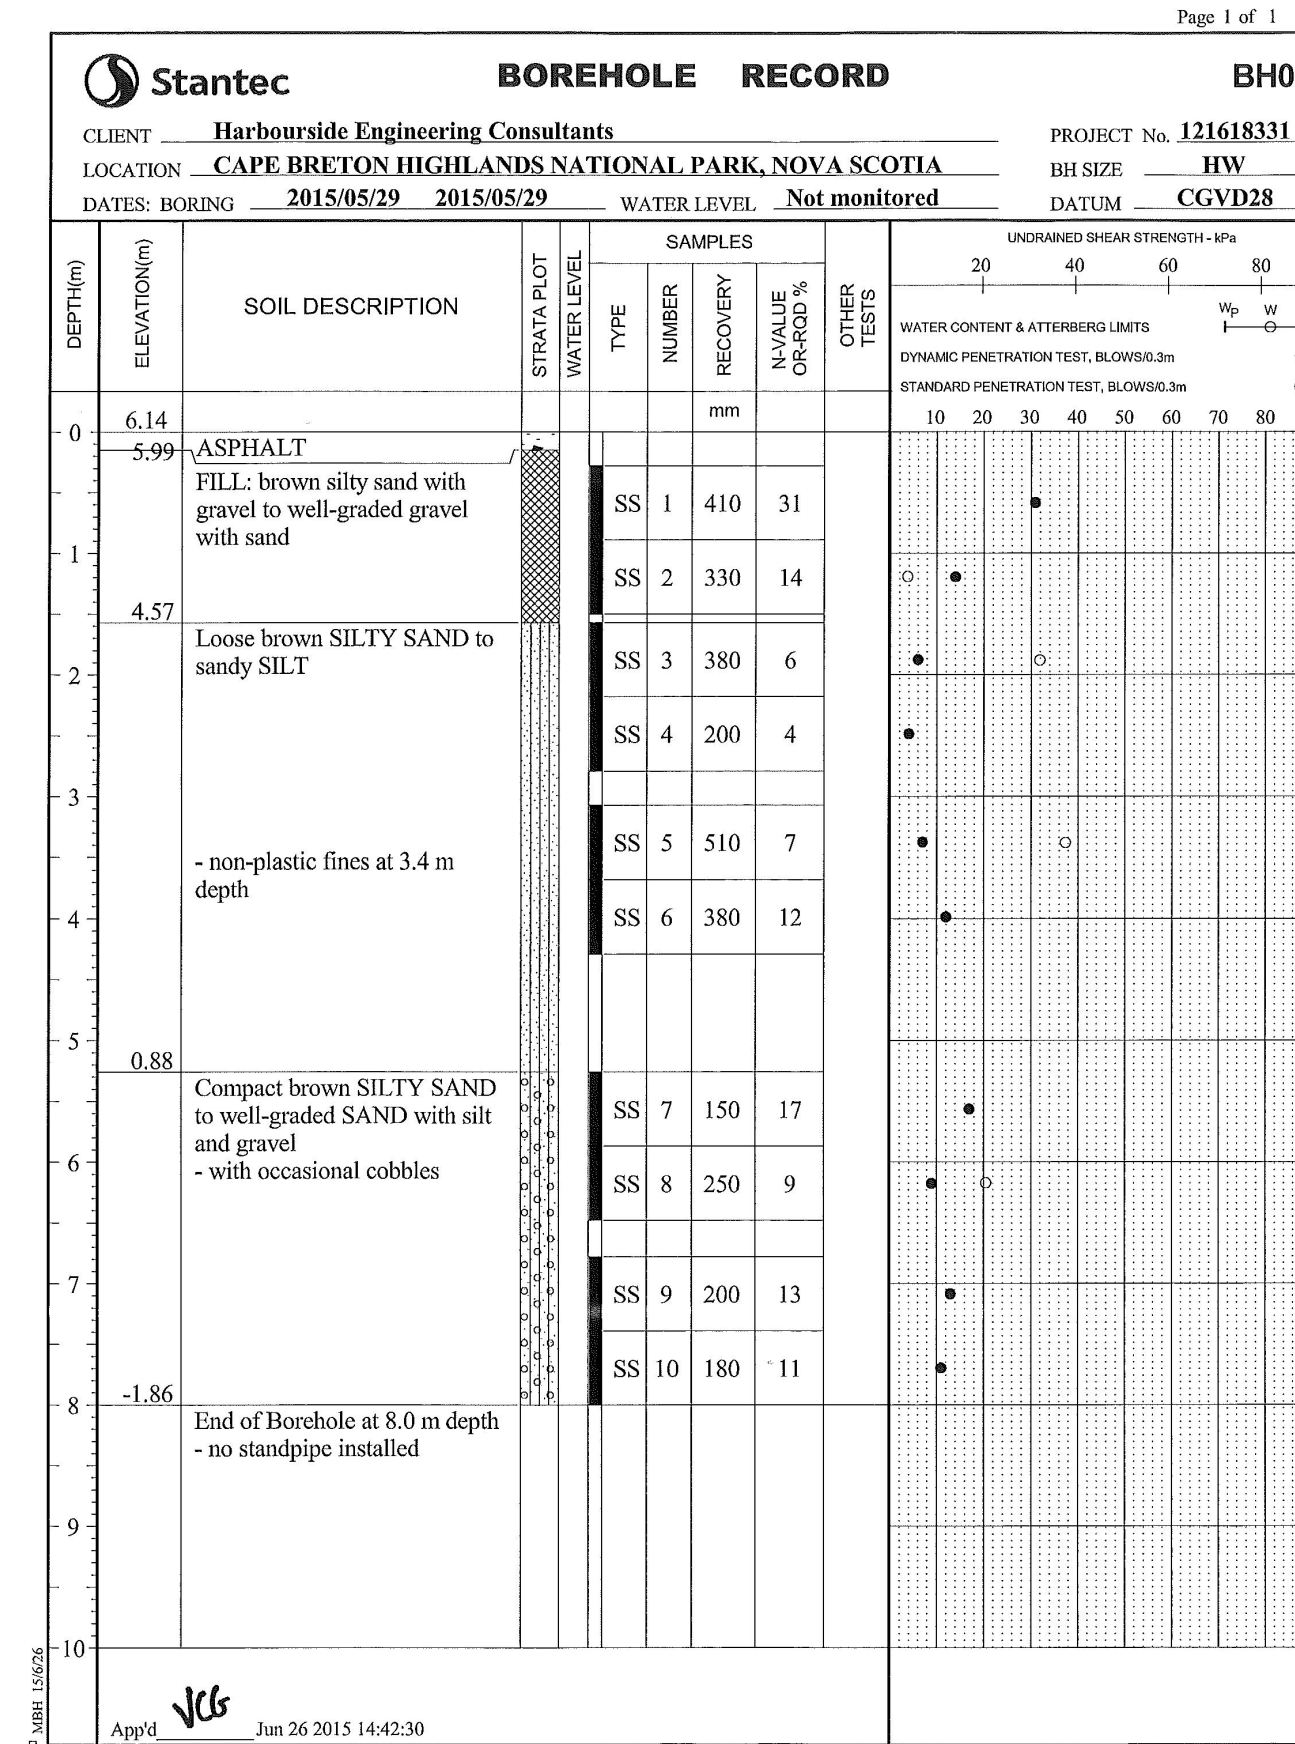 Page 1 of 1
Stantec
BOREHOLE RECORD
BH0
CLIENT Harbourside Engineering Consultants
PROJECT No. 121618331
LOCATION CAPE BRETON HIGHLANDS NATIONAL PARK, NOVA SCOTIA
BH SIZE HW
DATES: BORING 2015/05/29 2015/05/29 WATER LEVEL Not monitored
DATUM CGVD28
DEPTH(m)
ELEVATION(m)
SOIL DESCRIPTION
STRATA PLOT
WATER LEVEL
SAMPLES
TYPE
NUMBER
RECOVERY
N-VALUE
OR-RQD %
OTHER
TESTS
UNDRAINED SHEAR STRENGTH - kPa
20 40 60 80
WP W
WATER CONTENT & ATTERBERG LIMITS
DYNAMIC PENETRATION TEST, BLOWS/0.3m
STANDARD PENETRATION TEST, BLOWS/0.3m
mm
10 20 30 40 50 60 70 80
6.14
0
5.99 ASPHALT
FILL: brown silty sand with
gravel to well-graded gravel
with sand
SS 1 410 31
1
SS 2 330 14
4.57
Loose brown SILTY SAND to
sandy SILT
SS 3 380 6
2
SS 4 200 4
3
SS 5 510 7
- non-plastic fines at 3.4 m
depth
4
SS 6 380 12
5
0.88
Compact brown SILTY SAND
to well-graded SAND with silt
and gravel
- with occasional cobbles
SS 7 150 17
6
SS 8 250 9
7
SS 9 200 13
SS 10 180 11
-1.86
8
End of Borehole at 8.0 m depth
- no standpipe installed
9
10
MBH 15/6/26
App'd VCG Jun 26 2015 14:42:30